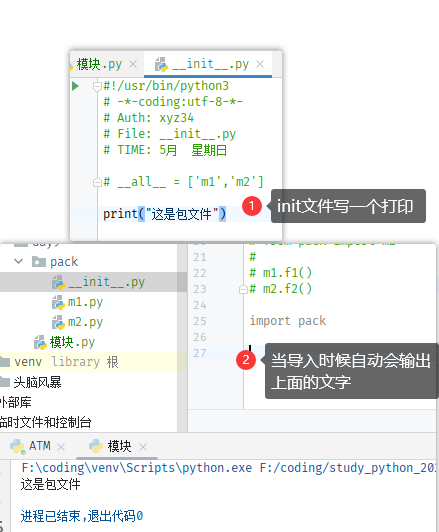 模块.py
__init__.py
#!/usr/bin/python3
# -*-coding:utf-8-*-
# Auth: xyz34
# File: __init__.py
# TIME: 5月 星期日
# __all__ = ['m1','m2']
print("这是包文件")
1 init文件写一个打印
pack
__init__.py
m1.py
m2.py
模块.py
venv library 根
头脑风暴
外部库
临时文件和控制台
21 #
22 # m1.f1()
23 # m2.f2()
24
25 import pack
26
27
2 当导入时候自动会输出
上面的文字
ATM
模块
F:\coding\venv\Scripts\python.exe F:/coding/study_python_20
这是包文件
进程已结束,退出代码0